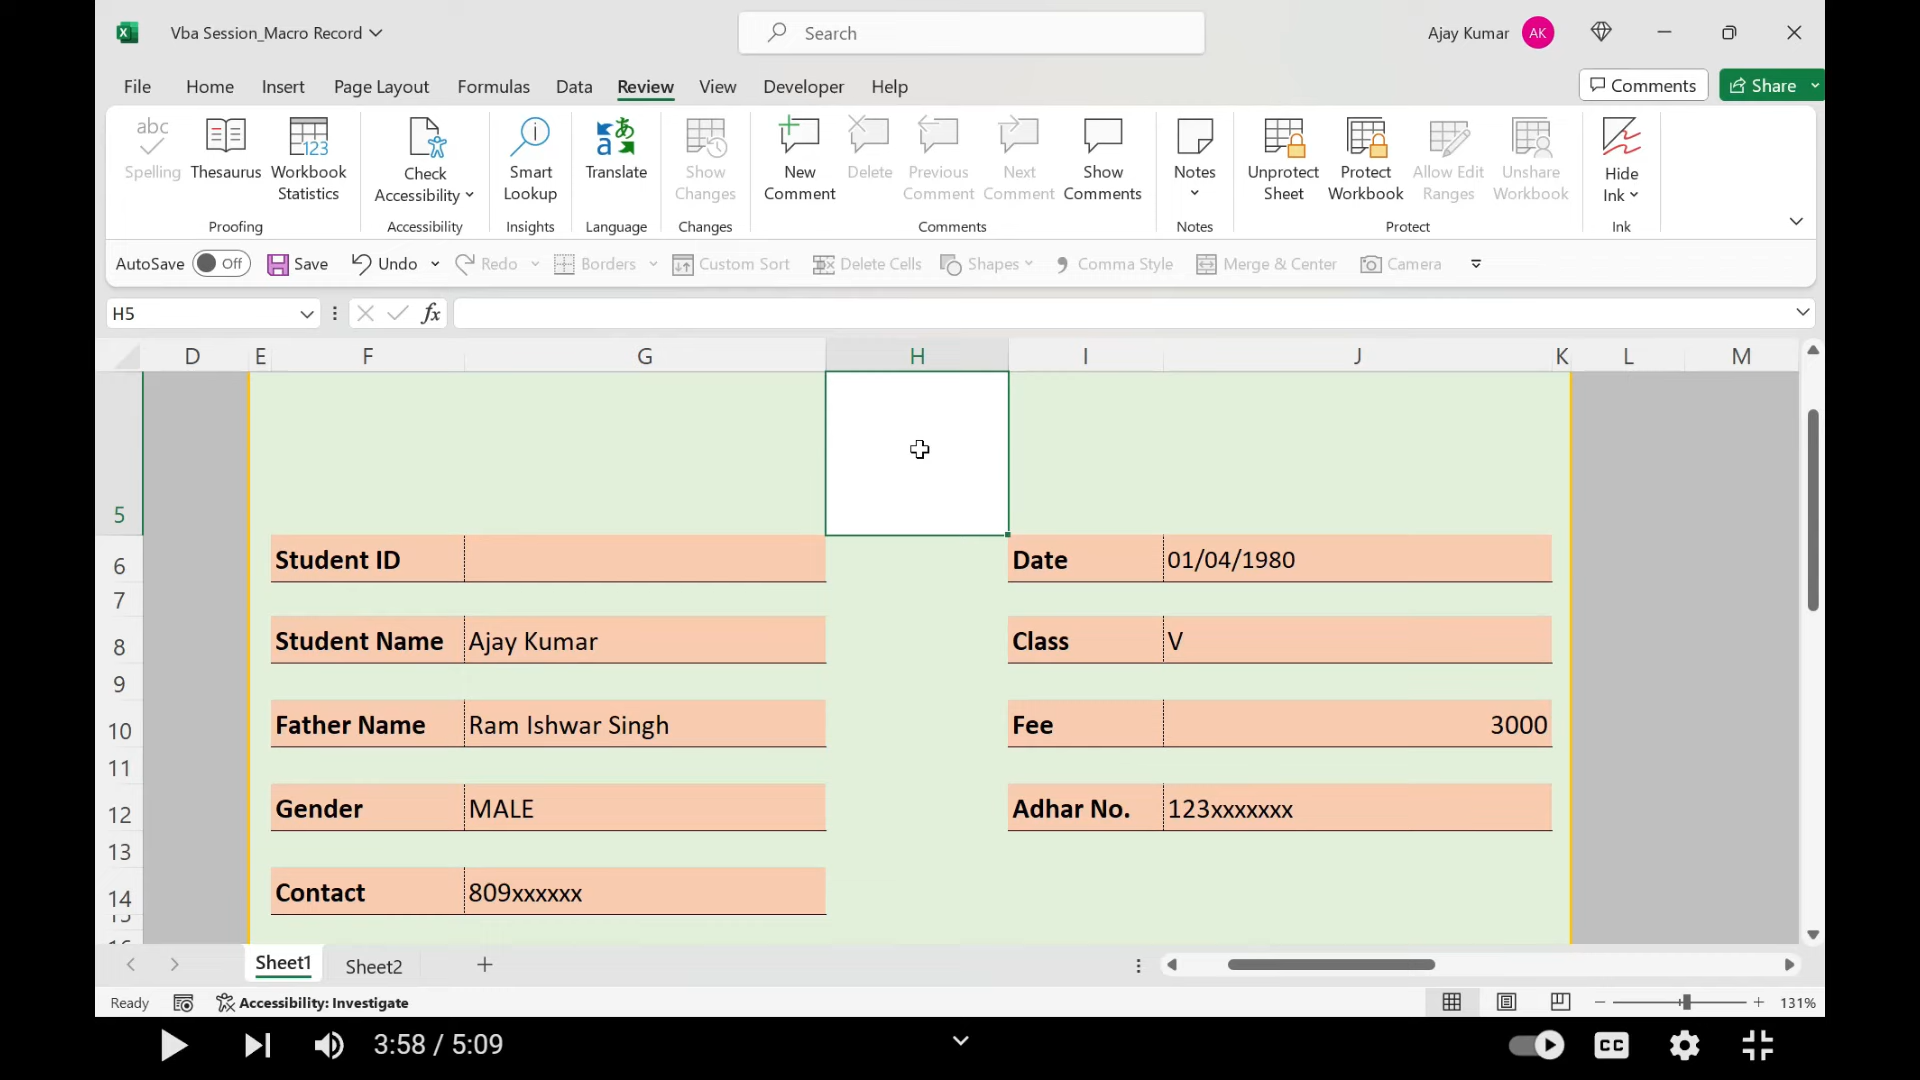 Vba Session_Macro Record
Search
Ajay Kumar AK
File Home Insert Page Layout Formulas Data Review View Developer Help
Comments Share
abc
Spelling
Thesaurus
123
Workbook Statistics
Check Accessibility
Smart Lookup
Translate
Show Changes
New Comment
Delete
Previous Comment
Next Comment
Show Comments
Notes
Unprotect Sheet
Protect Workbook
Allow Edit Ranges
Unshare Workbook
Hide Ink
Proofing Accessibility Insights Language Changes Comments Notes Protect Ink
AutoSave Off Save Undo Redo Borders Custom Sort Delete Cells Shapes Comma Style Merge & Center Camera
H5 fx
D E F G H I J K L M
5
6 Student ID Date 01/04/1980
7
8 Student Name Ajay Kumar Class V
9
10 Father Name Ram Ishwar Singh Fee 3000
11
12 Gender MALE Adhar No. 123xxxxxxx
13
14 Contact 809xxxxxx
Sheet1 Sheet2
Ready Accessibility: Investigate 131%
3:58 / 5:09 CC